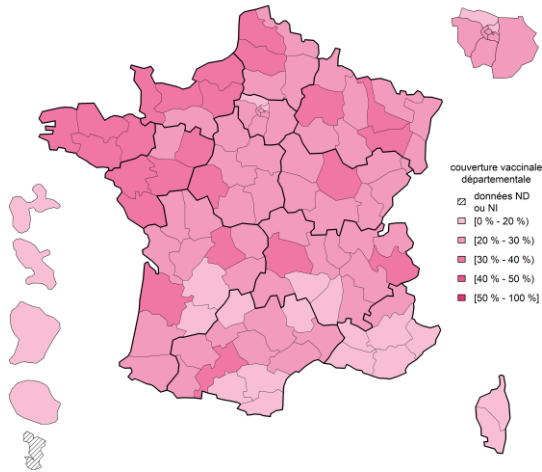 couverture vaccinale
départementale
données ND
ou NI
[0 % - 20 %)
[20 % - 30 %)
[30 % - 40 %)
[40 % - 50 %)
[50 % - 100 %]